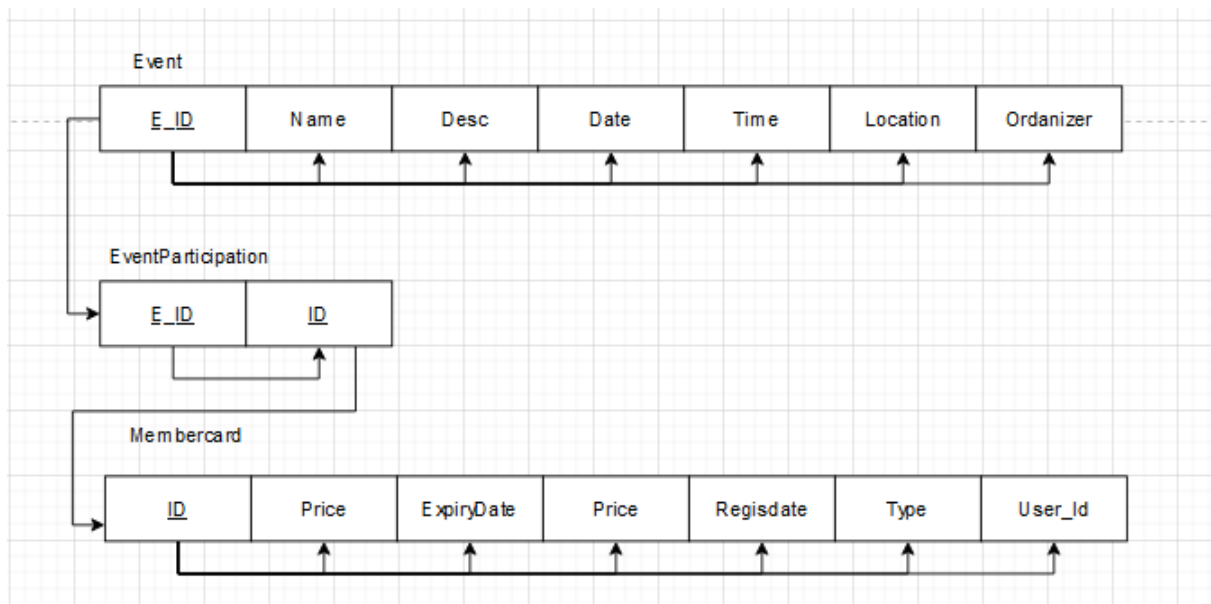 Event
E_ID Name Desc Date Time Location Ordanizer
EventParticipation
E_ID ID
Membercard
ID Price ExpiryDate Price Regisdate Type User_Id